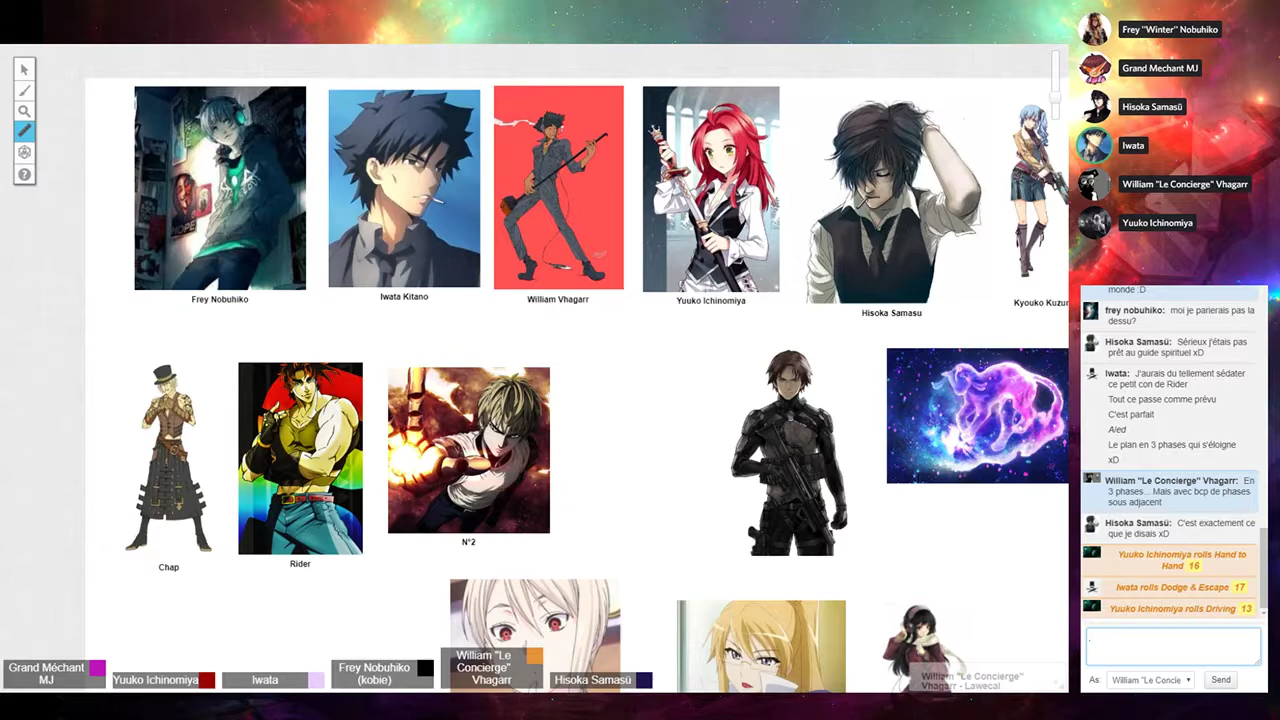 Frey "Winter" Nobuhiko
Grand Mechant MJ
Hisoka Samasū
Iwata
William "Le Concierge" Vhagarr
Yuuko Ichinomiya
HOPE
Frey Nobuhiko
Iwata Kitano
William Vhagarr
Yuuko Ichinomiya
Hisoka Samasu
Kyouko Kuzur
Chap
Rider
N°2
monde :D
frey nobuhiko: moi je parierais pas la
dessu?
Hisoka Samasū: Sérieux j'étais pas
prêt au guide spirituel xD
Iwata: J'aurais du tellement sédater
ce petit con de Rider
Tout ce passe comme prévu
C'est parfait
Aled
Le plan en 3 phases qui s'éloigne
xD
William "Le Concierge" Vhagarr: En
3 phases... Mais avec bcp de phases
sous adjacent
Hisoka Samasū: C'est exactement ce
que je disais xD
Yuuko Ichinomiya rolls Hand to
Hand 16
Iwata rolls Dodge & Escape 17
Yuuko Ichinomiya rolls Driving 13
As:
William "Le Concie
Send
Grand Méchant
MJ
Yuuko Ichinomiya
Iwata
Frey Nobuhiko
(kobie)
William "Le
Concierge"
Vhagarr
Hisoka Samasū
William "Le Concierge"
Vhagarr - Lawecal